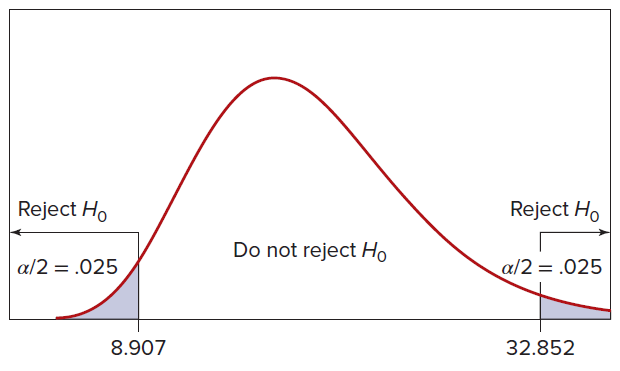 Reject H₀
Reject H₀
Do not reject H₀
α/2 = .025
α/2 = .025
8.907
32.852